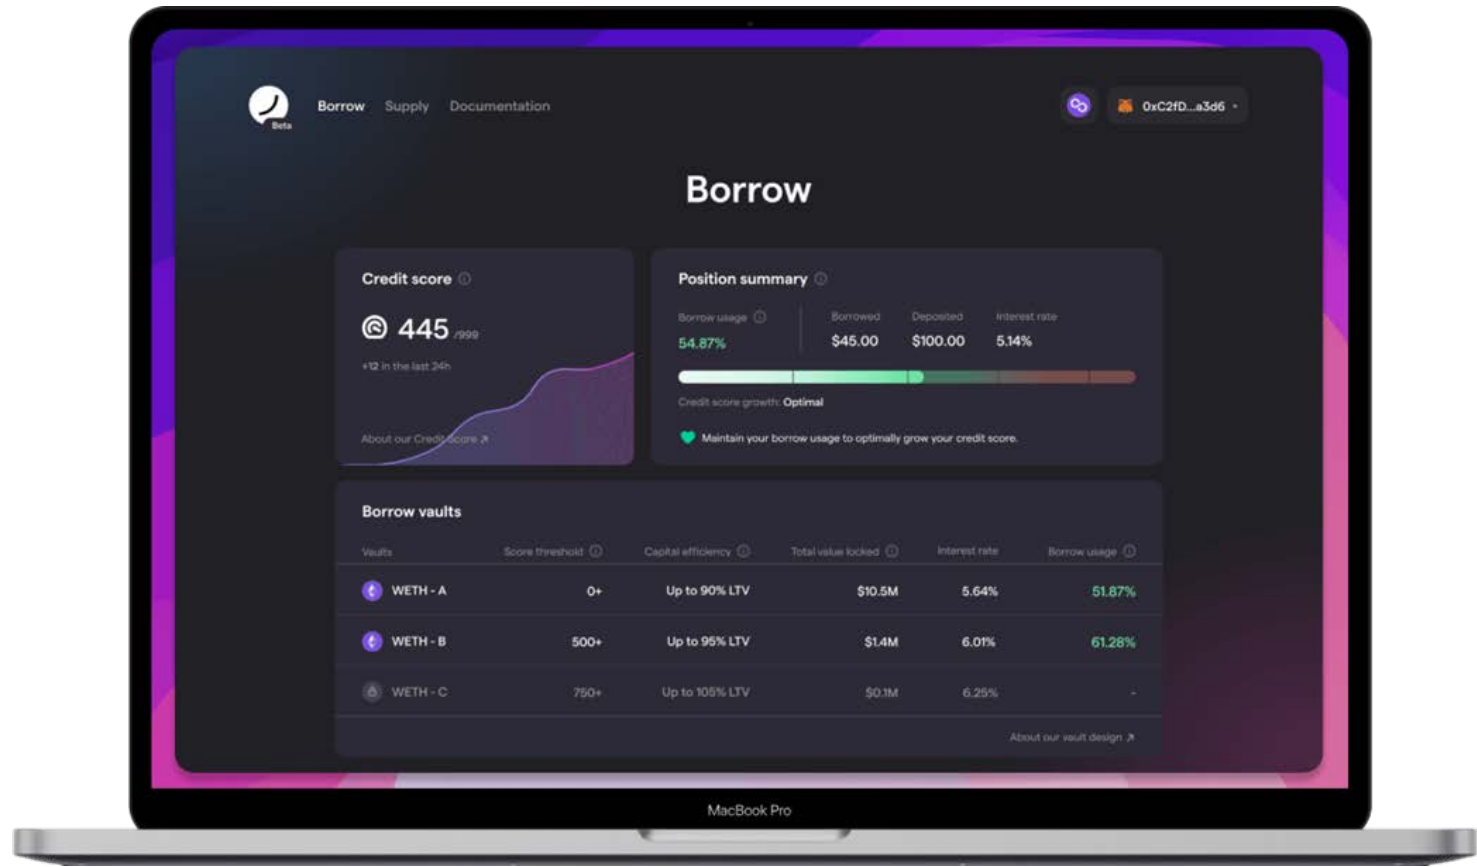 Beta
Borrow Supply Documentation
0xC2fD...a3d6
Borrow
Credit score
445 /999
+12 in the last 24h
About our Credit Score ↗
Position summary
Borrow usage Borrowed Deposited Interest rate
54.87% $45.00 $100.00 5.14%
Credit score growth: Optimal
Maintain your borrow usage to optimally grow your credit score.
Borrow vaults
Vaults Score threshold Capital efficiency Total value locked Interest rate Borrow usage
WETH - A 0+ Up to 90% LTV $10.5M 5.64% 51.87%
WETH - B 500+ Up to 95% LTV $1.4M 6.01% 61.28%
WETH - C 750+ Up to 105% LTV $0.1M 6.25% -
About our vault design ↗
MacBook Pro